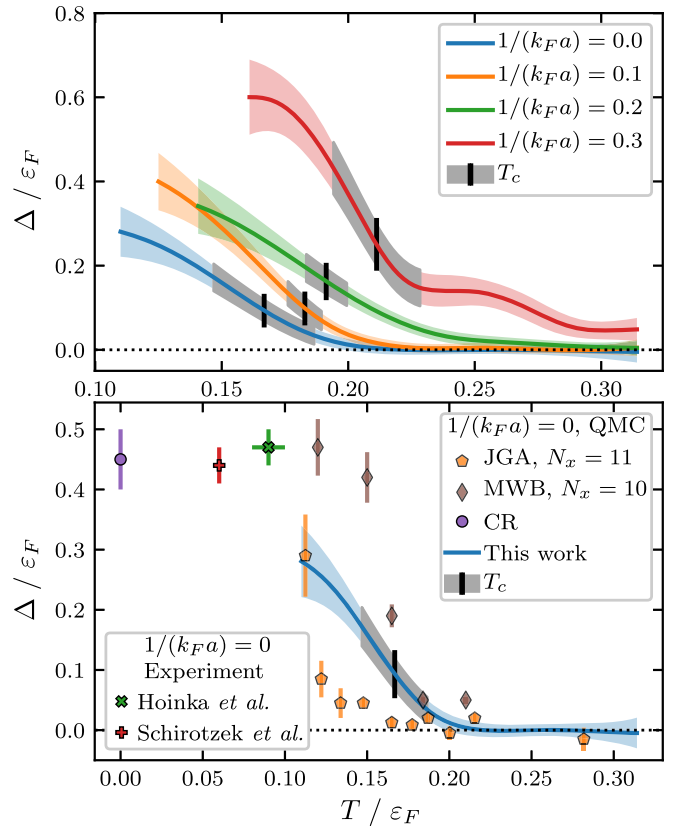 Δ / ε_F
0.8
0.6
0.4
0.2
0.0
1/(k_F a) = 0.0
1/(k_F a) = 0.1
1/(k_F a) = 0.2
1/(k_F a) = 0.3
T_c
0.10 0.15 0.20 0.25 0.30
Δ / ε_F
0.5
0.4
0.3
0.2
0.1
0.0
1/(k_F a) = 0, QMC
JGA, N_x = 11
MWB, N_x = 10
CR
This work
T_c
1/(k_F a) = 0
Experiment
Hoinka et al.
Schirotzek et al.
0.00 0.05 0.10 0.15 0.20 0.25 0.30
T / ε_F